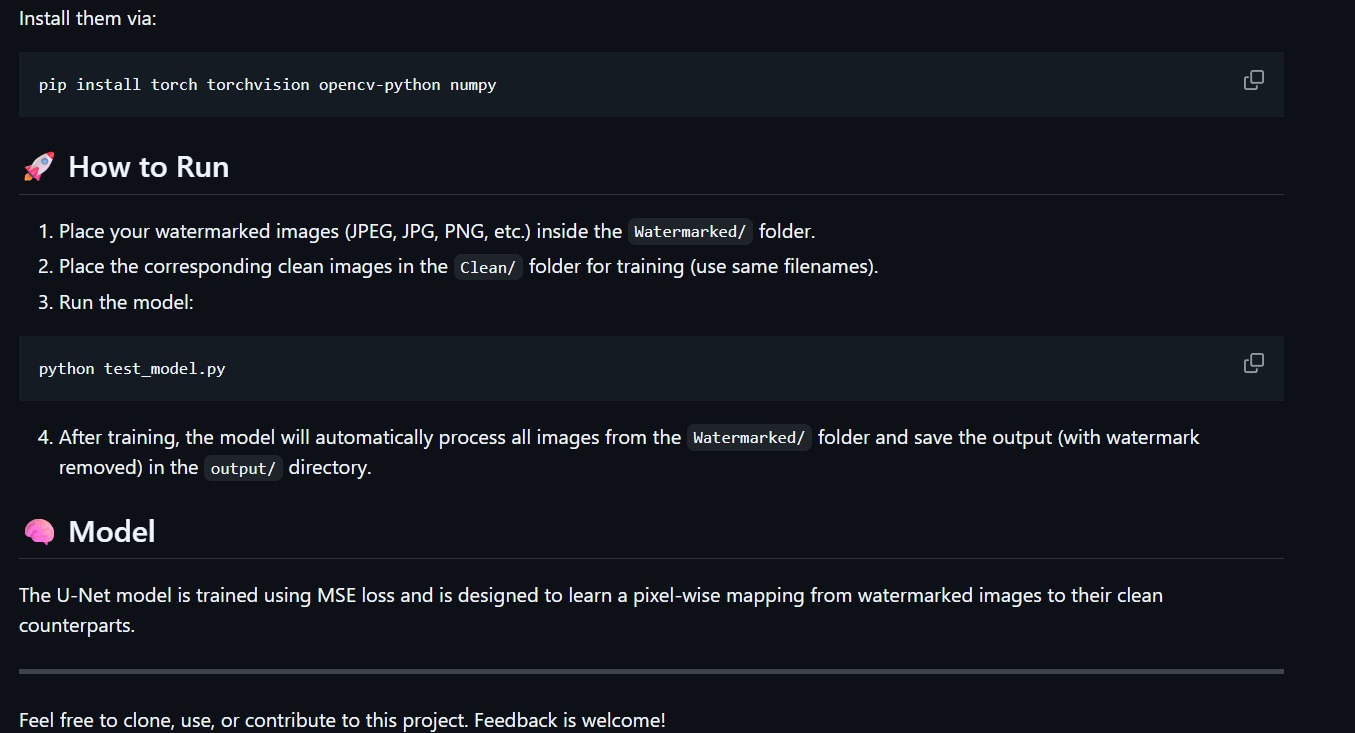 Install them via:
pip install torch torchvision opencv-python numpy
🚀 How to Run
1. Place your watermarked images (JPEG, JPG, PNG, etc.) inside the Watermarked/ folder.
2. Place the corresponding clean images in the Clean/ folder for training (use same filenames).
3. Run the model:
python test_model.py
4. After training, the model will automatically process all images from the Watermarked/ folder and save the output (with watermark
removed) in the output/ directory.
🧠 Model
The U-Net model is trained using MSE loss and is designed to learn a pixel-wise mapping from watermarked images to their clean
counterparts.
Feel free to clone, use, or contribute to this project. Feedback is welcome!